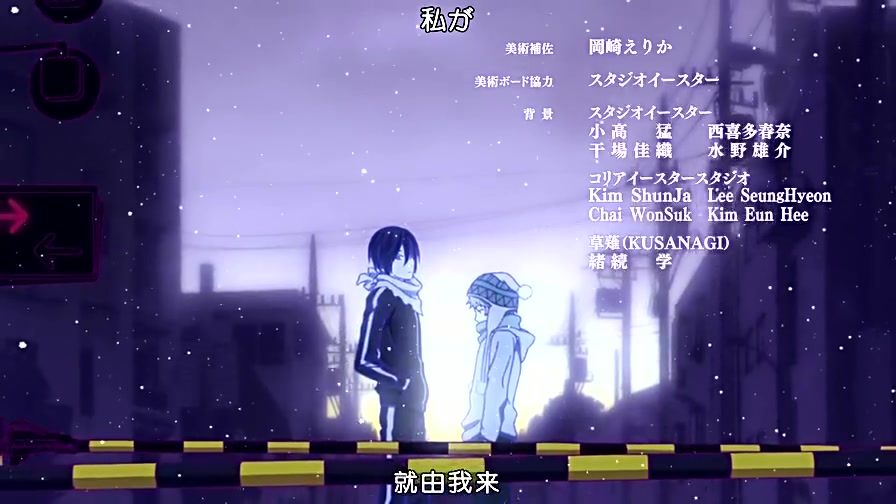 私が
美術補佐 岡崎えりか
美術ボード協力 スタジオイースター
背景 スタジオイースター
小髙 猛 西喜多春奈
干場佳織 水野雄介
コリアイースタースタジオ
Kim ShunJa Lee SeungHyeon
Chai WonSuk Kim Eun Hee
草薙(KUSANAGI)
緒続 学
就由我来